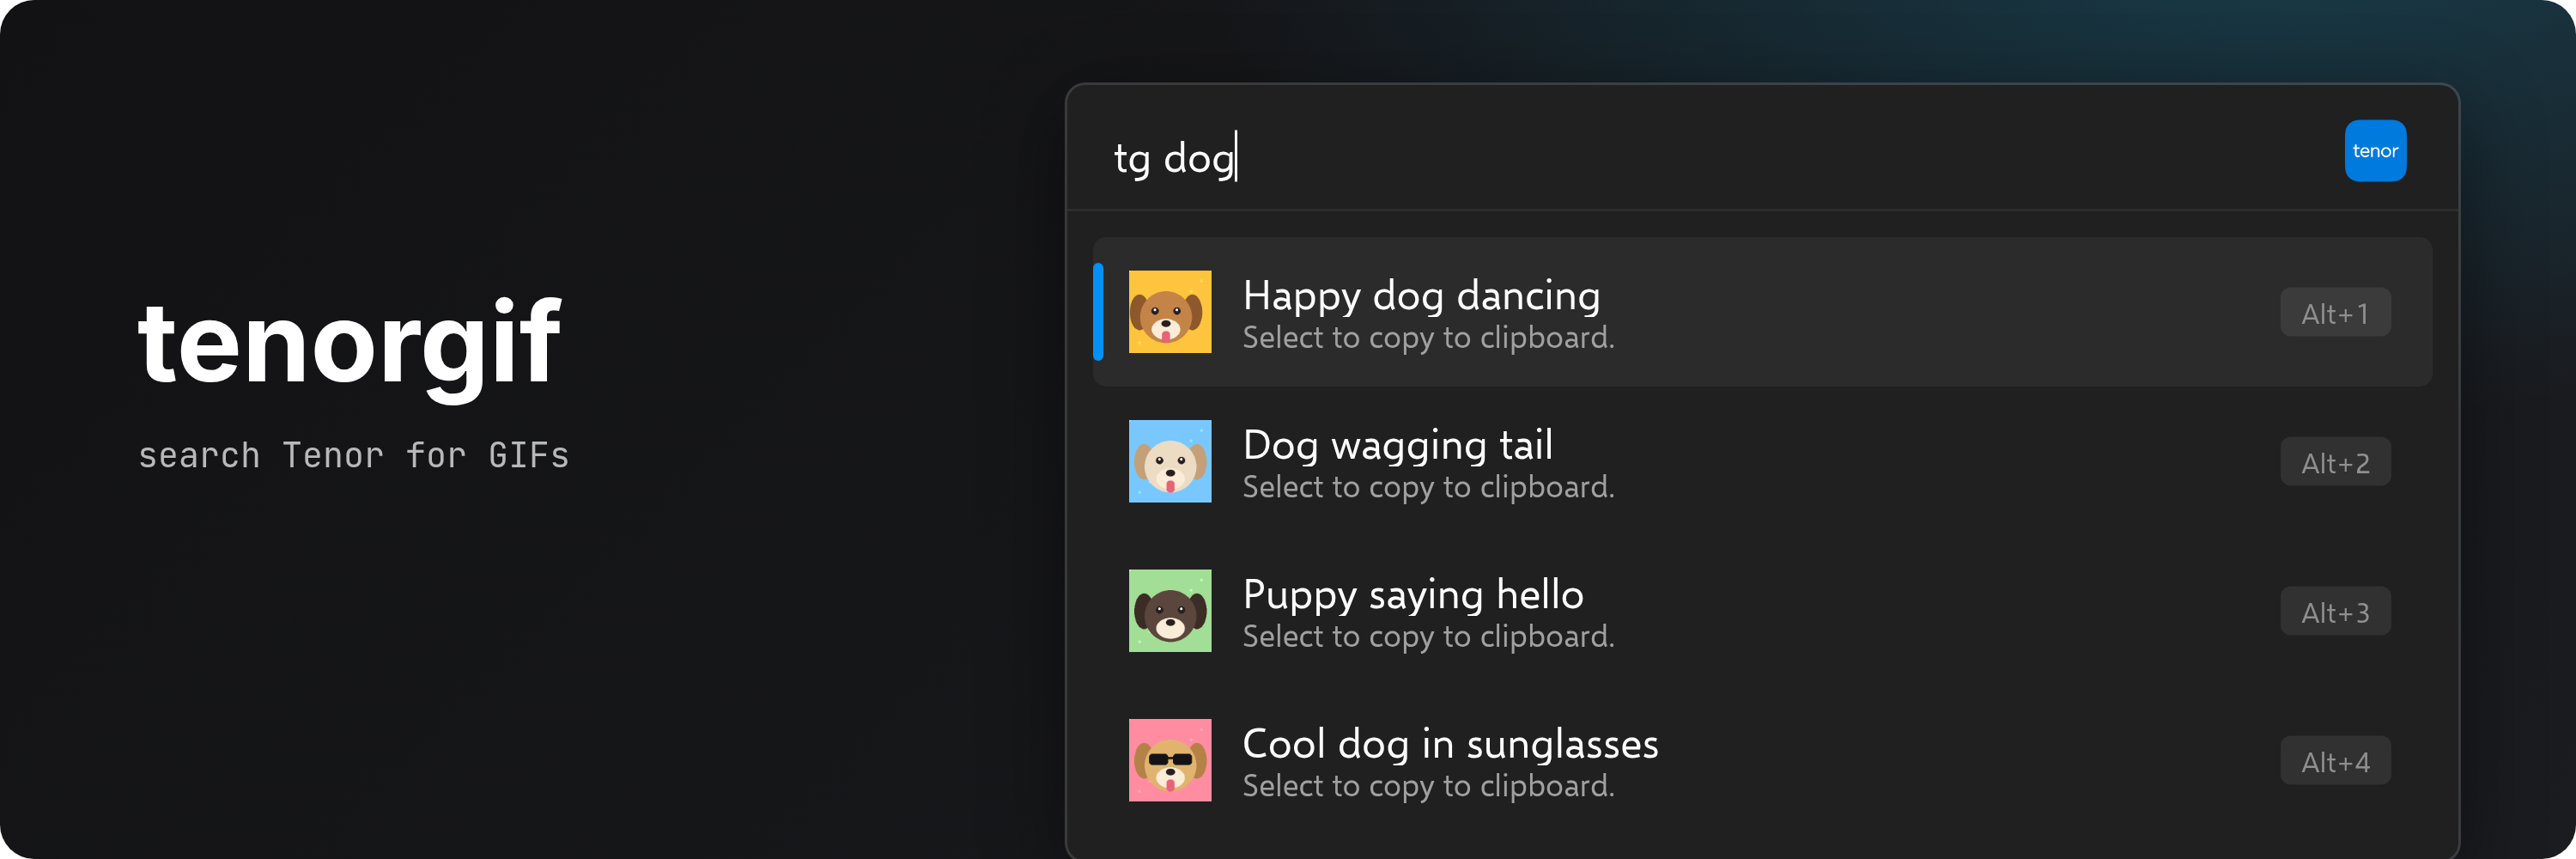 tenorgif
search Tenor for GIFs
tg dog
tenor
Happy dog dancing
Select to copy to clipboard.
Alt+1
Dog wagging tail
Select to copy to clipboard.
Alt+2
Puppy saying hello
Select to copy to clipboard.
Alt+3
Cool dog in sunglasses
Select to copy to clipboard.
Alt+4